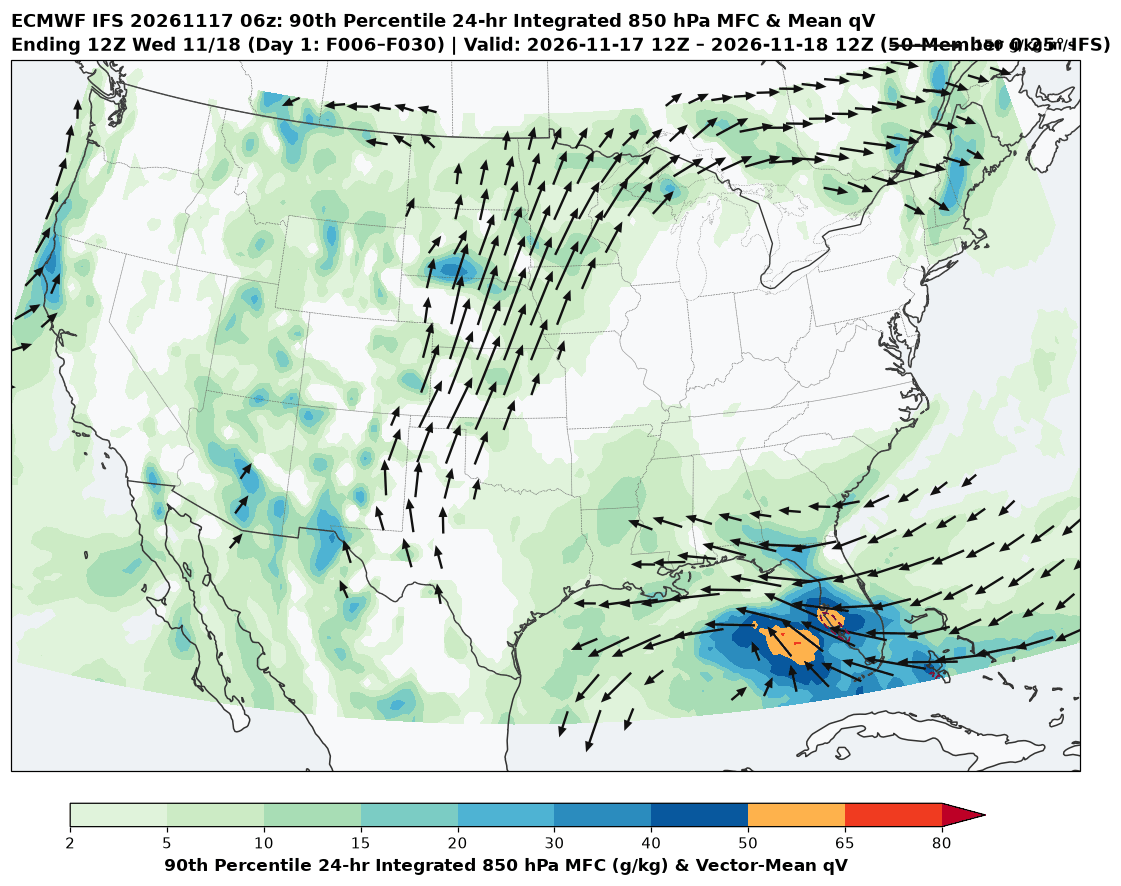 ECMWF IFS 20261117 06z: 90th Percentile 24-hr Integrated 850 hPa MFC & Mean qV
Ending 12Z Wed 11/18 (Day 1: F006–F030) | Valid: 2026-11-17 12Z – 2026-11-18 12Z (50-Member 0.25° IFS)
2 5 10 15 20 30 40 50 65 80
90th Percentile 24-hr Integrated 850 hPa MFC (g/kg) & Vector-Mean qV